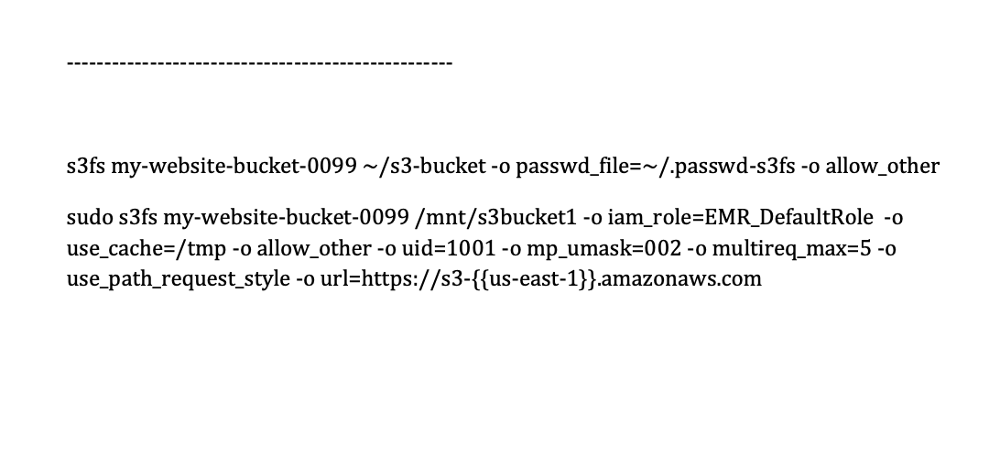 ----------------------------------------------------
s3fs my-website-bucket-0099 ~/s3-bucket -o passwd_file=~/.passwd-s3fs -o allow_other
sudo s3fs my-website-bucket-0099 /mnt/s3bucket1 -o iam_role=EMR_DefaultRole  -o
use_cache=/tmp -o allow_other -o uid=1001 -o mp_umask=002 -o multireq_max=5 -o
use_path_request_style -o url=https://s3-{{us-east-1}}.amazonaws.com